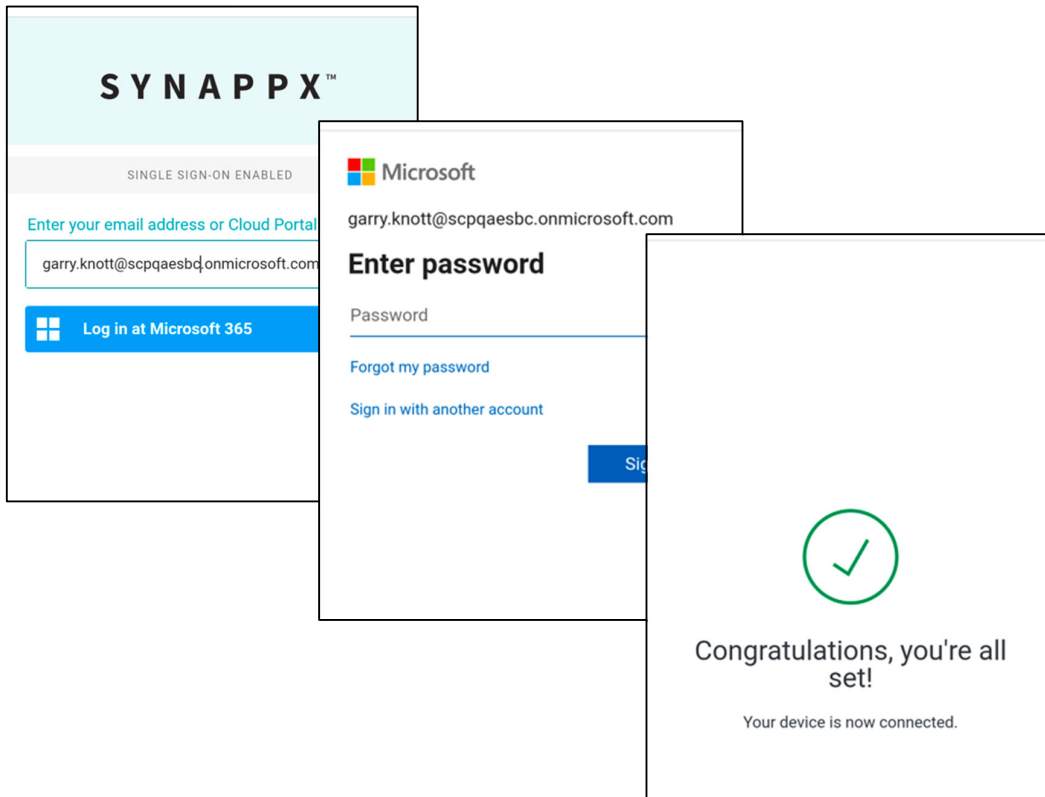 SYNAPPX™
SINGLE SIGN-ON ENABLED
Enter your email address or Cloud Portal
garry.knott@scpqaesbc.onmicrosoft.com
Log in at Microsoft 365
Microsoft
garry.knott@scpqaesbc.onmicrosoft.com
Enter password
Password
Forgot my password
Sign in with another account
Congratulations, you're all
set!
Your device is now connected.